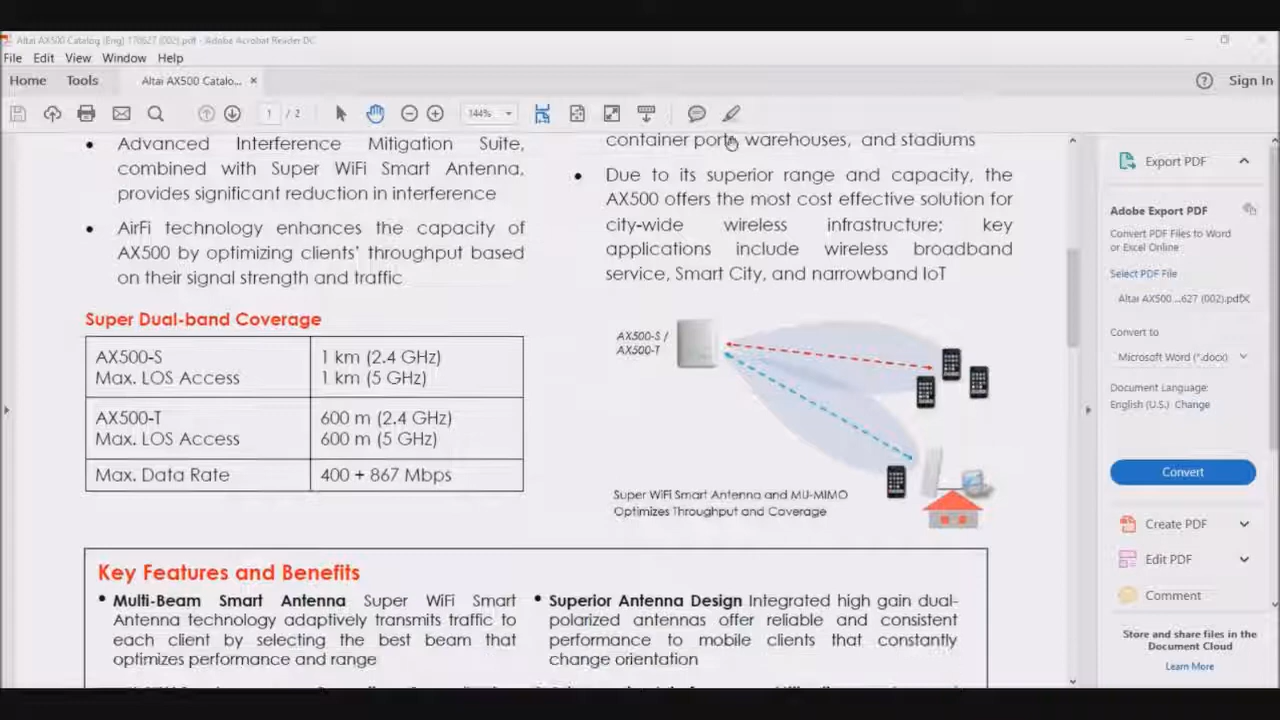 Altai AX500 Catalog (Eng) 170627 (002).pdf - Adobe Acrobat Reader DC
File Edit View Window Help
Home Tools Altai AX500 Catalo... × Sign In
1 / 2 144%
• Advanced Interference Mitigation Suite,
combined with Super WiFi Smart Antenna,
provides significant reduction in interference
• AirFi technology enhances the capacity of
AX500 by optimizing clients' throughput based
on their signal strength and traffic
Super Dual-band Coverage
AX500-S 1 km (2.4 GHz)
Max. LOS Access 1 km (5 GHz)
AX500-T 600 m (2.4 GHz)
Max. LOS Access 600 m (5 GHz)
Max. Data Rate 400 + 867 Mbps
container ports, warehouses, and stadiums
• Due to its superior range and capacity, the
AX500 offers the most cost effective solution for
city-wide wireless infrastructure; key
applications include wireless broadband
service, Smart City, and narrowband IoT
AX500-S /
AX500-T
Super WiFi Smart Antenna and MU-MIMO
Optimizes Throughput and Coverage
Key Features and Benefits
• Multi-Beam Smart Antenna Super WiFi Smart
Antenna technology adaptively transmits traffic to
each client by selecting the best beam that
optimizes performance and range
• Superior Antenna Design Integrated high gain dual-
polarized antennas offer reliable and consistent
performance to mobile clients that constantly
change orientation
Export PDF
Adobe Export PDF
Convert PDF Files to Word
or Excel Online
Select PDF File
Altai AX500 ...627 (002).pdf
Convert to
Microsoft Word (*.docx)
Document Language:
English (U.S.) Change
Convert
Create PDF
Edit PDF
Comment
Store and share files in the
Document Cloud
Learn More